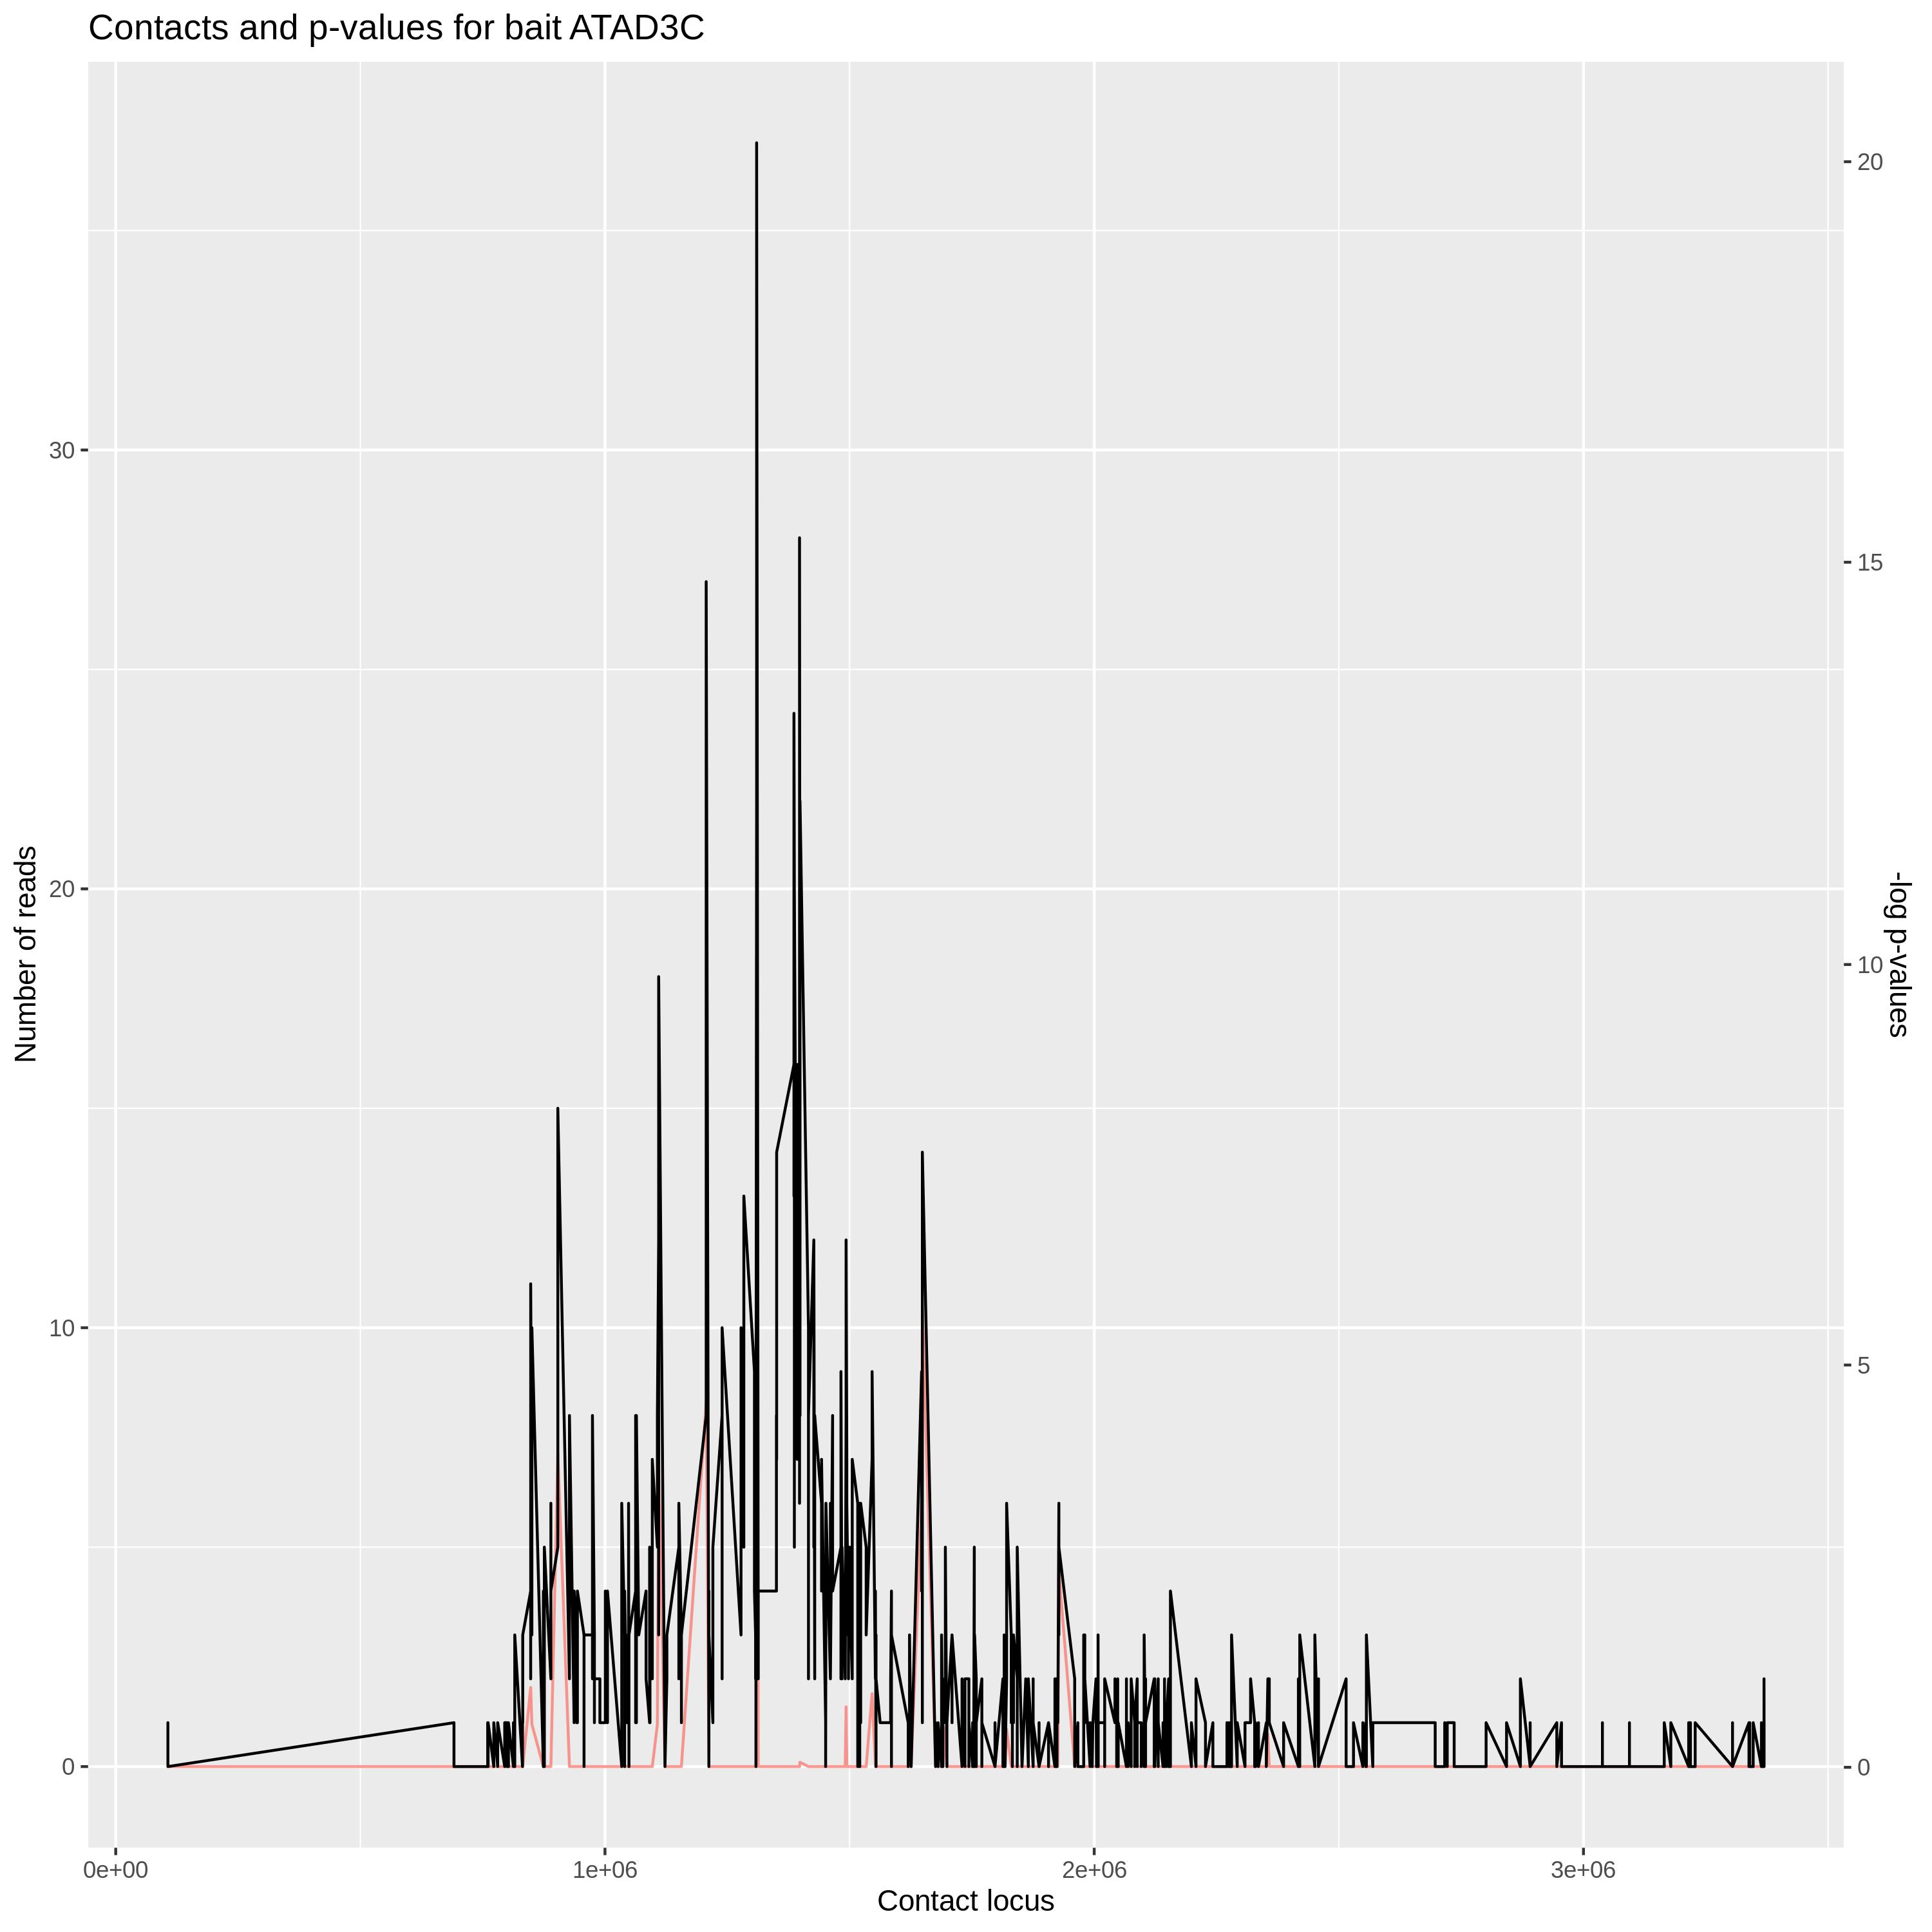 Contacts and p-values for bait ATAD3C
Number of reads
30
20
10
0
20
15
10
5
0
-log p-values
0e+00
1e+06
2e+06
3e+06
Contact locus